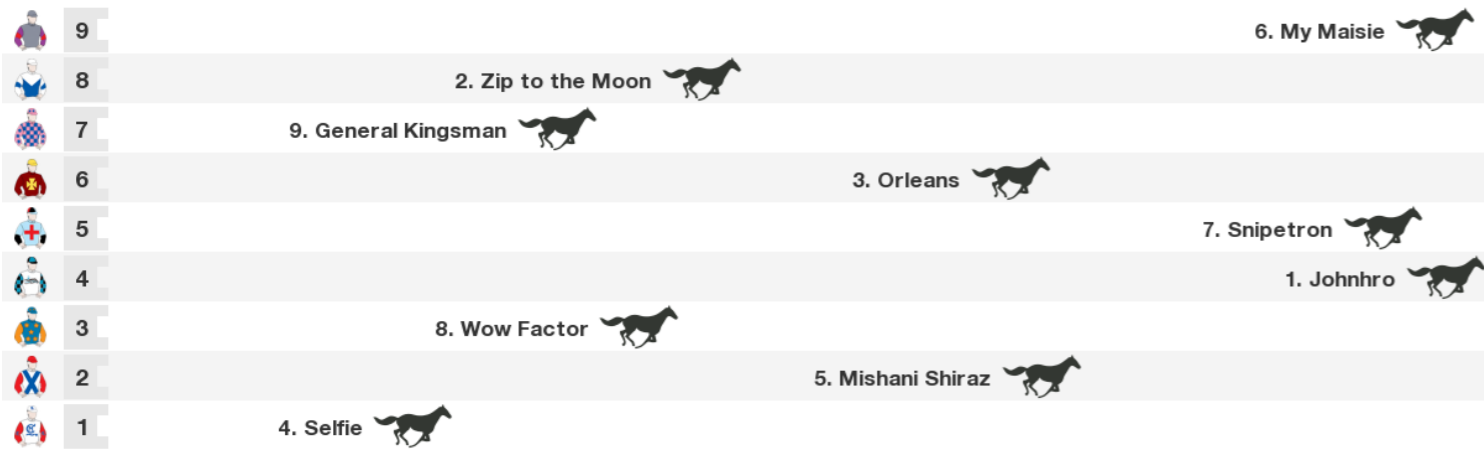 9 6. My Maisie
8 2. Zip to the Moon
7 9. General Kingsman
6 3. Orleans
5 7. Snipetron
4 1. Johnhro
3 8. Wow Factor
2 5. Mishani Shiraz
1 4. Selfie